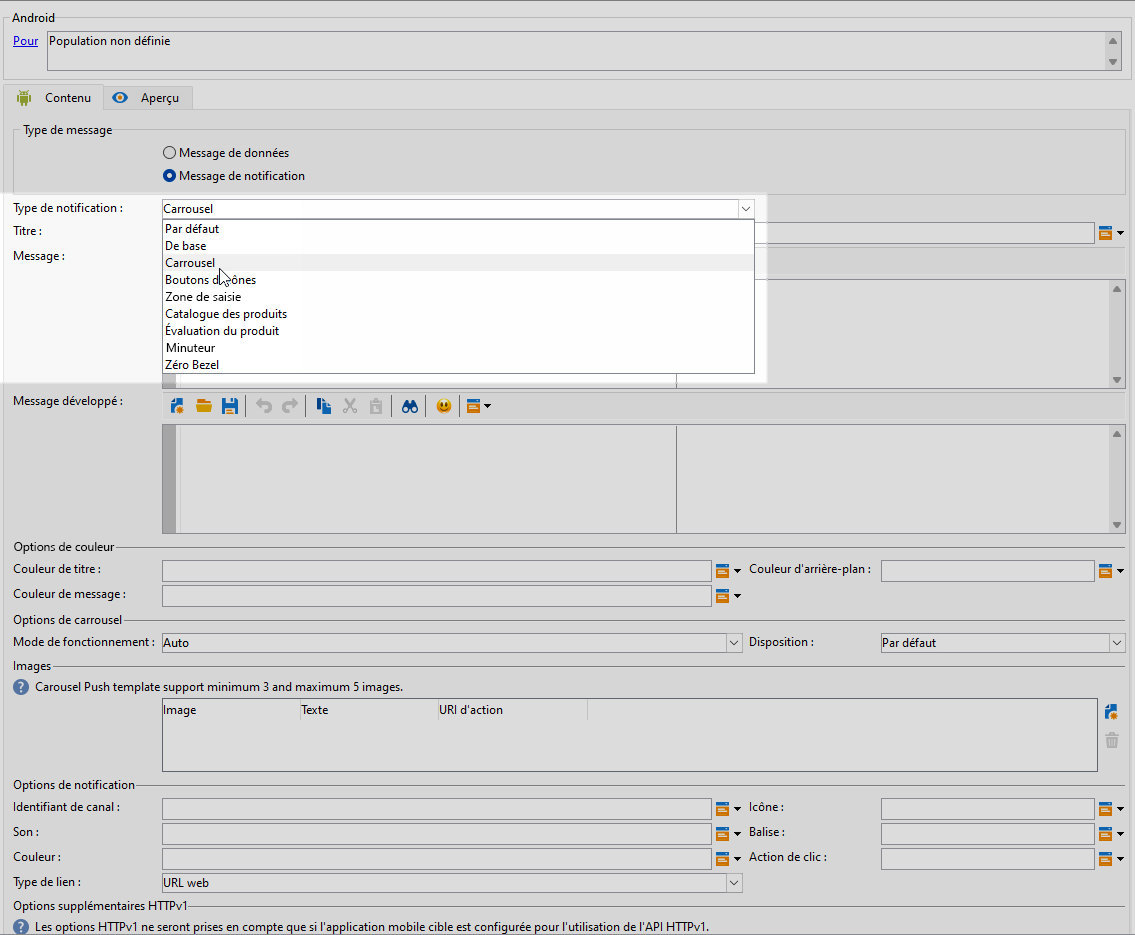 Android
Pour
Population non définie
Contenu
Aperçu
Type de message
Message de données
Message de notification
Type de notification :
Carrousel
Titre :
Message :
Par défaut
De base
Carrousel
Boutons d'icônes
Zone de saisie
Catalogue des produits
Évaluation du produit
Minuteur
Zéro Bezel
Message développé :
Options de couleur
Couleur de titre :
Couleur d'arrière-plan :
Couleur de message :
Options de carrousel
Mode de fonctionnement :
Auto
Disposition :
Par défaut
Images
Carousel Push template support minimum 3 and maximum 5 images.
Image
Texte
URI d'action
Options de notification
Identifiant de canal :
Icône :
Son :
Balise :
Couleur :
Action de clic :
Type de lien :
URL web
Options supplémentaires HTTPv1
Les options HTTPv1 ne seront prises en compte que si l'application mobile cible est configurée pour l'utilisation de l'API HTTPv1.